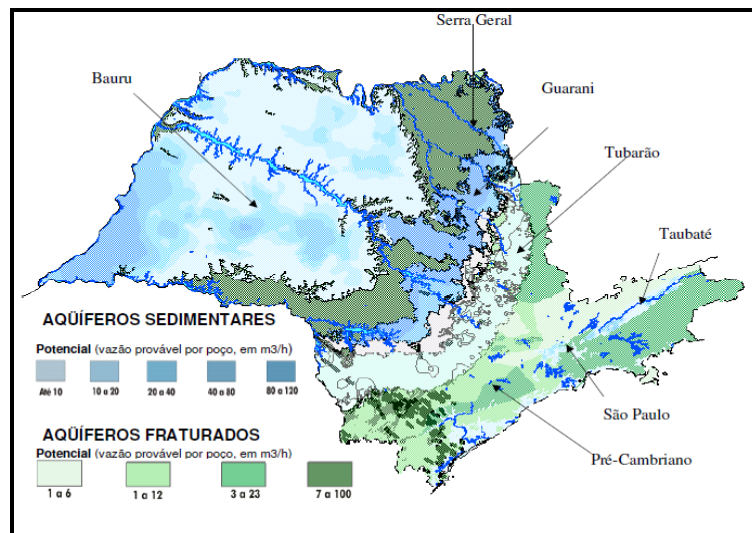 Serra Geral
Bauru
Guarani
Tubarão
Taubaté
São Paulo
Pré-Cambriano
AQÜÍFEROS SEDIMENTARES
Potencial (vazão provável por poço, em m3/h)
Até 10
10 a 20
20 a 40
40 a 80
80 a 120
AQÜÍFEROS FRATURADOS
Potencial (vazão provável por poço, em m3/h)
1 a 6
1 a 12
3 a 23
7 a 100